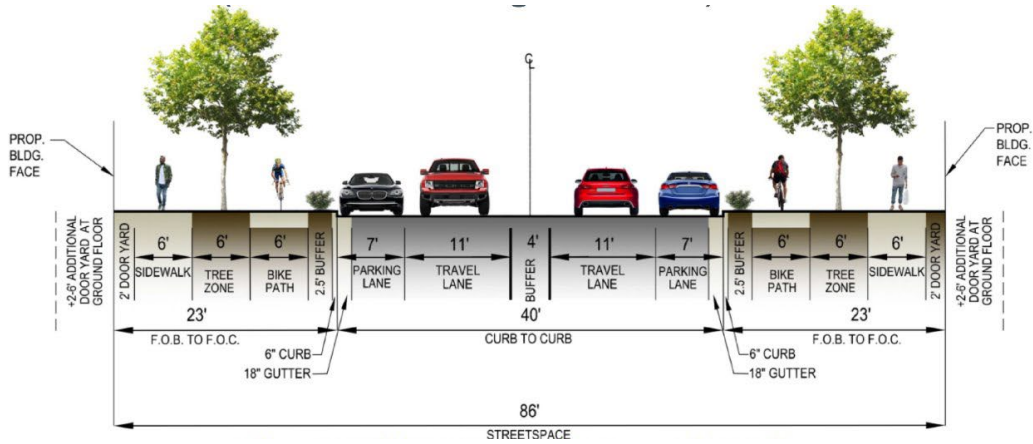 ℄
PROP.
BLDG.
FACE
PROP.
BLDG.
FACE
+2-6' ADDITIONAL
DOOR YARD AT
GROUND FLOOR
2' DOOR YARD
6'
SIDEWALK
6'
TREE
ZONE
6'
BIKE
PATH
2.5' BUFFER
7'
PARKING
LANE
11'
TRAVEL
LANE
4'
BUFFER
11'
TRAVEL
LANE
7'
PARKING
LANE
2.5' BUFFER
6'
BIKE
PATH
6'
TREE
ZONE
6'
SIDEWALK
2' DOOR YARD
+2-6' ADDITIONAL
DOOR YARD AT
GROUND FLOOR
23'
F.O.B. TO F.O.C.
40'
CURB TO CURB
23'
F.O.B. TO F.O.C.
6" CURB
18" GUTTER
6" CURB
18" GUTTER
86'
STREETSPACE